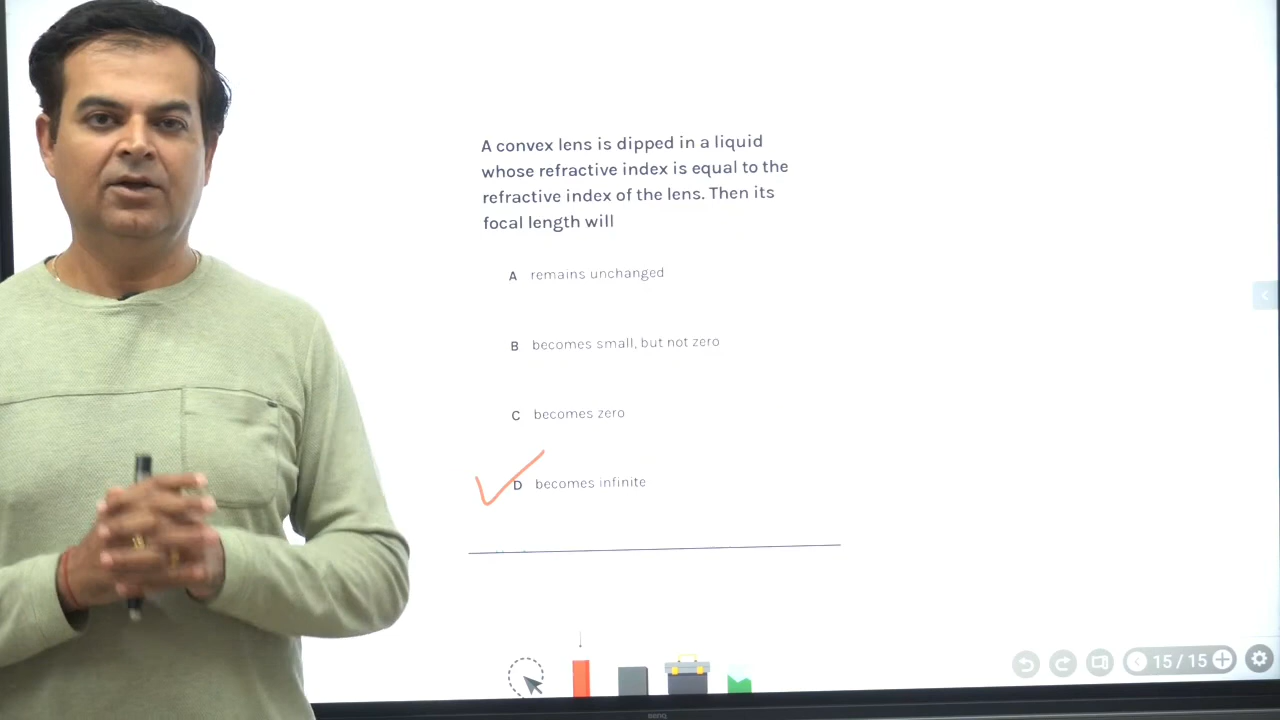 A convex lens is dipped in a liquid
whose refractive index is equal to the
refractive index of the lens. Then its
focal length will
A remains unchanged
B becomes small, but not zero
C becomes zero
D becomes infinite
15 / 15
BenQ